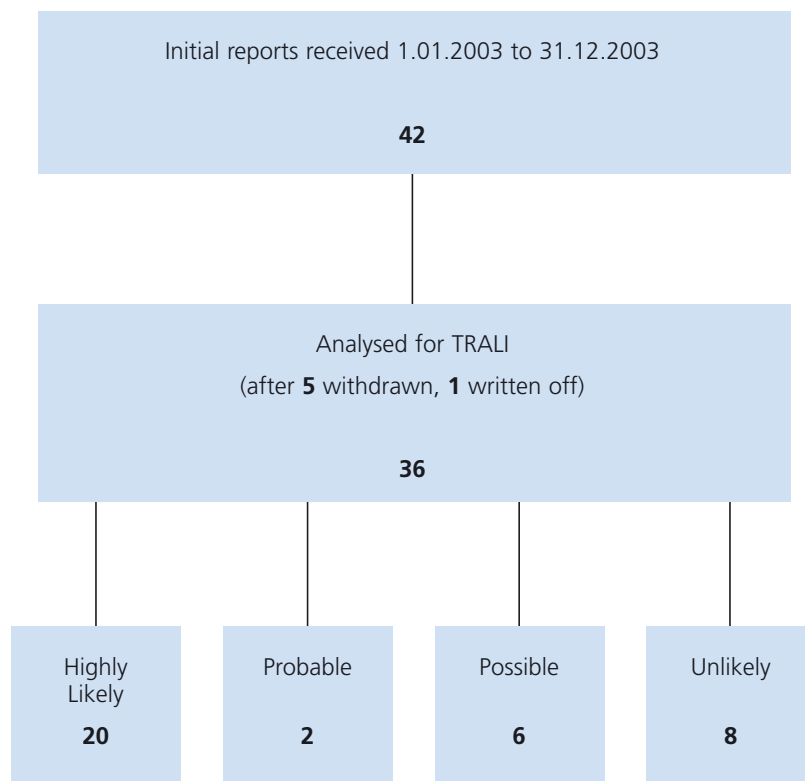 Initial reports received 1.01.2003 to 31.12.2003
42
Analysed for TRALI
(after 5 withdrawn, 1 written off)
36
Highly
Likely
20
Probable
2
Possible
6
Unlikely
8